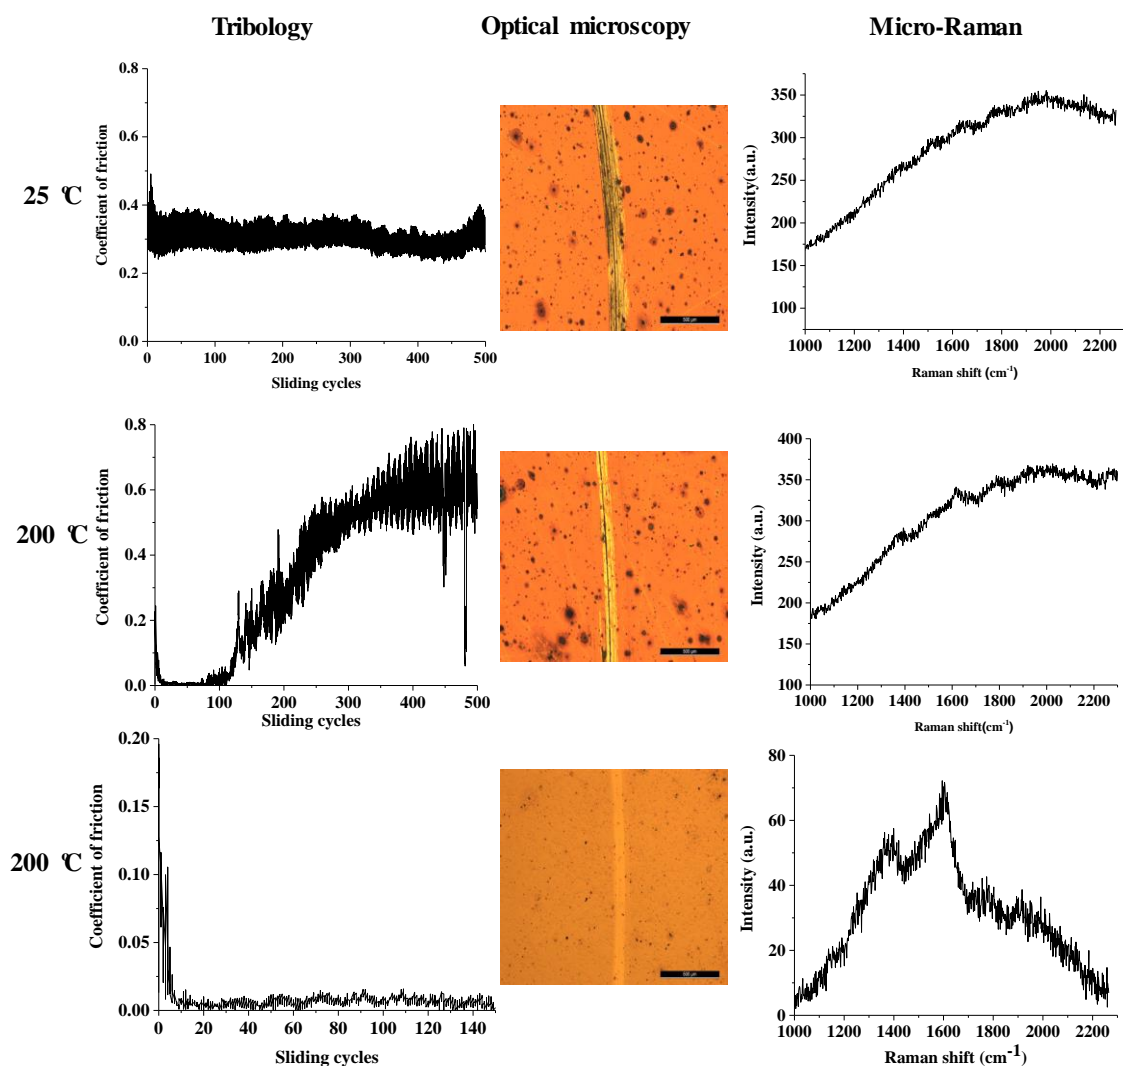 Tribology Optical microscopy Micro-Raman
25 °C
0.8
0.6
0.4
0.2
0.0
Coefficient of friction
0 100 200 300 400 500
Sliding cycles
350
300
250
200
150
100
Intensity(a.u.)
1000 1200 1400 1600 1800 2000 2200
Raman shift (cm-1)
200 °C
0.8
0.6
0.4
0.2
0.0
Coefficient of friction
0 100 200 300 400 500
Sliding cycles
400
350
300
250
200
150
100
Intensity (a.u.)
1000 1200 1400 1600 1800 2000 2200
Raman shift(cm-1)
200 °C
0.20
0.15
0.10
0.05
0.00
Coefficient of friction
0 20 40 60 80 100 120 140
Sliding cycles
80
60
40
20
0
Intensity (a.u.)
1000 1200 1400 1600 1800 2000 2200
Raman shift (cm-1)